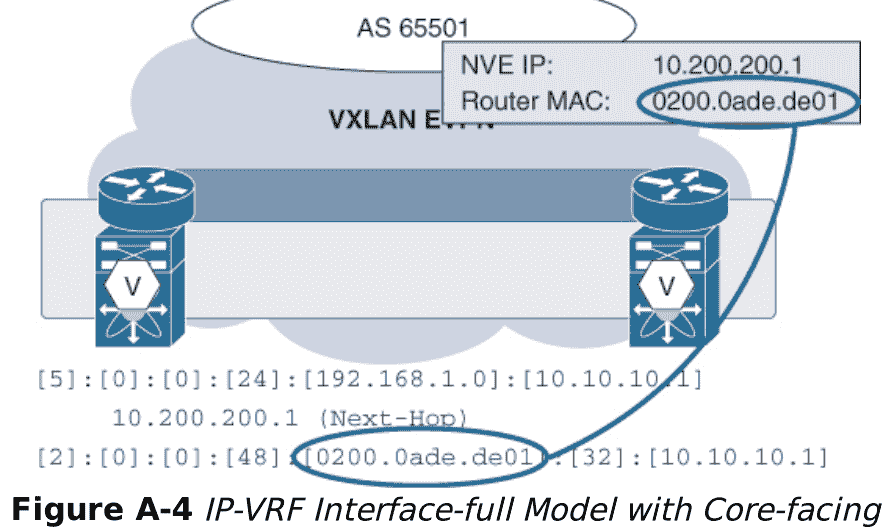 AS 65501
NVE IP: 10.200.200.1
Router MAC: 0200.0ade.de01
VXLAN EVPN
V V
[5]:[0]:[0]:[24]:[192.168.1.0]:[10.10.10.1]
10.200.200.1 (Next-Hop)
[2]:[0]:[0]:[48]:[0200.0ade.de01]:[32]:[10.10.10.1]
Figure A-4 IP-VRF Interface-full Model with Core-facing